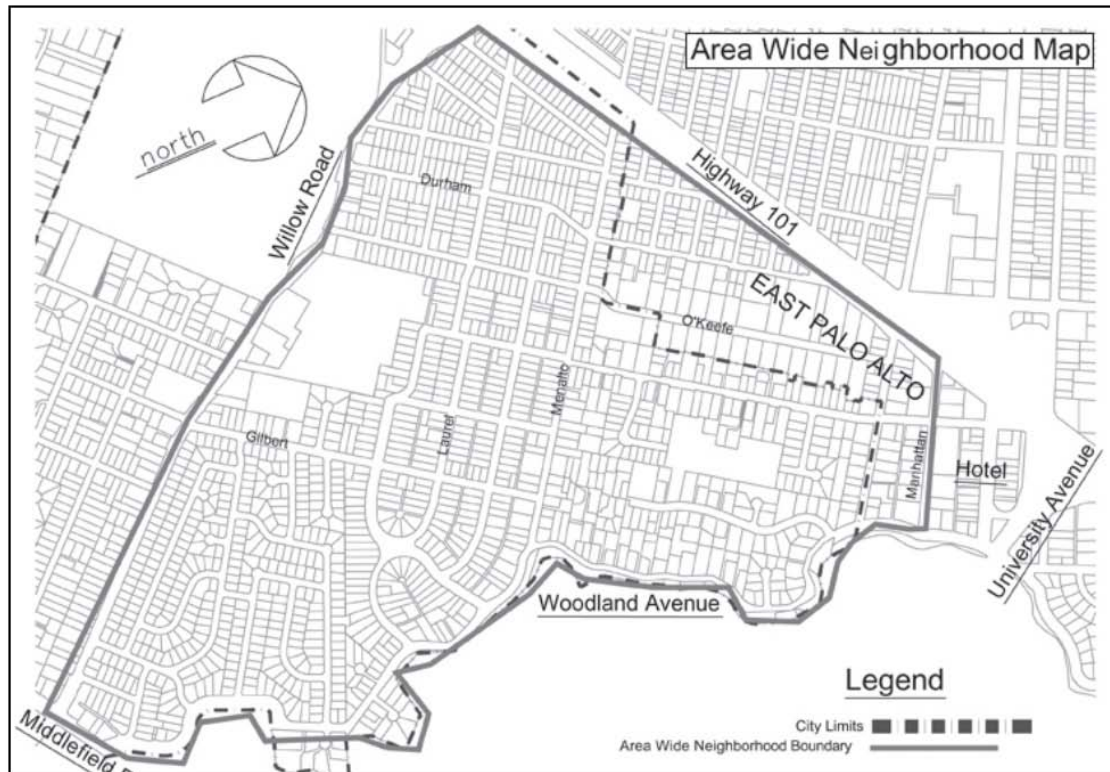 Area Wide Neighborhood Map
north
Willow Road
Durham
Highway 101
EAST PALO ALTO
O'Keefe
Menalto
Laurel
Gilbert
Manhattan
Hotel
University Avenue
Woodland Avenue
Middlefield
Legend
City Limits
Area Wide Neighborhood Boundary